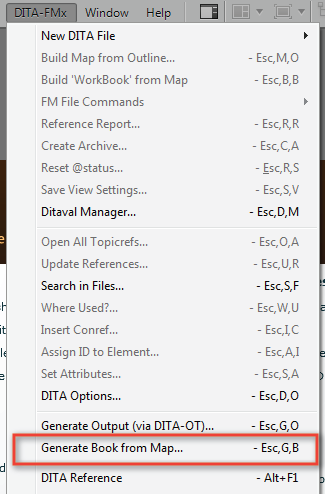 DITA-FMx Window Help
New DITA File
Build Map from Outline... - Esc,M,O
Build 'WorkBook' from Map - Esc,B,B
FM File Commands
Reference Report... - Esc,R,R
Create Archive... - Esc,C,A
Reset @status... - Esc,R,S
Save View Settings... - Esc,S,V
Ditaval Manager... - Esc,D,M
Open All Topicrefs... - Esc,O,A
Update References... - Esc,U,R
Search in Files... - Esc,S,F
Where Used?... - Esc,W,U
Insert Conref... - Esc,I,C
Assign ID to Element... - Esc,A,I
Set Attributes... - Esc,S,A
DITA Options... - Esc,D,O
Generate Output (via DITA-OT)... - Esc,G,O
Generate Book from Map... - Esc,G,B
DITA Reference - Alt+F1